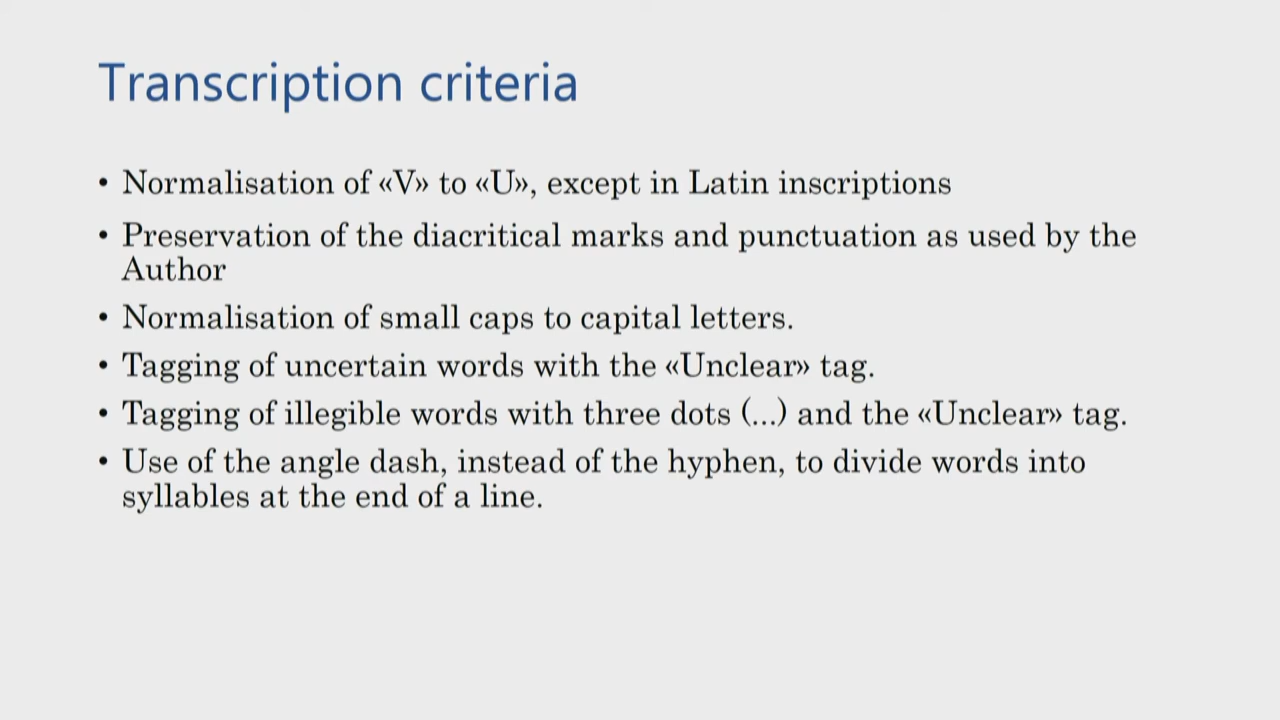 Transcription criteria
• Normalisation of «V» to «U», except in Latin inscriptions
• Preservation of the diacritical marks and punctuation as used by the
Author
• Normalisation of small caps to capital letters.
• Tagging of uncertain words with the «Unclear» tag.
• Tagging of illegible words with three dots (...) and the «Unclear» tag.
• Use of the angle dash, instead of the hyphen, to divide words into
syllables at the end of a line.